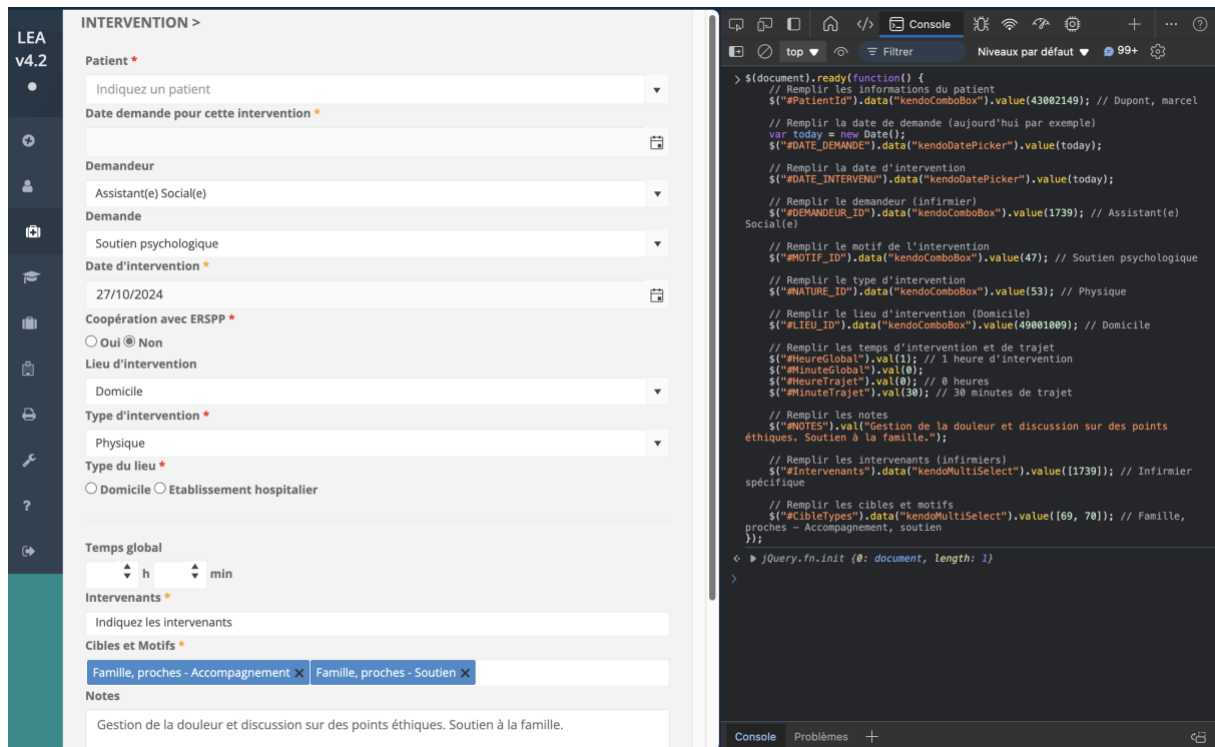 LEA
v4.2
INTERVENTION >
Patient *
Indiquez un patient
Date demande pour cette intervention *
Demandeur
Assistant(e) Social(e)
Demande
Soutien psychologique
Date d'intervention *
27/10/2024
Coopération avec ERSPP *
Oui Non
Lieu d'intervention
Domicile
Type d'intervention *
Physique
Type du lieu *
Domicile Etablissement hospitalier
Temps global
h min
Intervenants *
Indiquez les intervenants
Cibles et Motifs *
Famille, proches - Accompagnement × Famille, proches - Soutien ×
Notes
Gestion de la douleur et discussion sur des points éthiques. Soutien à la famille.
Console
top Filtrer Niveaux par défaut 99+
> $(document).ready(function() {
// Remplir les informations du patient
$("#PatientId").data("kendoComboBox").value(43002149); // Dupont, marcel
// Remplir la date de demande (aujourd'hui par exemple)
var today = new Date();
$("#DATE_DEMANDE").data("kendoDatePicker").value(today);
// Remplir la date d'intervention
$("#DATE_INTERVENU").data("kendoDatePicker").value(today);
// Remplir le demandeur (infirmier)
$("#DEMANDEUR_ID").data("kendoComboBox").value(1739); // Assistant(e)
Social(e)
// Remplir le motif de l'intervention
$("#MOTIF_ID").data("kendoComboBox").value(47); // Soutien psychologique
// Remplir le type d'intervention
$("#NATURE_ID").data("kendoComboBox").value(53); // Physique
// Remplir le lieu d'intervention (Domicile)
$("#LIEU_ID").data("kendoComboBox").value(49001009); // Domicile
// Remplir les temps d'intervention et de trajet
$("#HeureGlobal").val(1); // 1 heure d'intervention
$("#MinuteGlobal").val(0);
$("#HeureTrajet").val(0); // 0 heures
$("#MinuteTrajet").val(30); // 30 minutes de trajet
// Remplir les notes
$("#NOTES").val("Gestion de la douleur et discussion sur des points
éthiques. Soutien à la famille.");
// Remplir les intervenants (infirmiers)
$("#Intervenants").data("kendoMultiSelect").value([1739]); // Infirmier
spécifique
// Remplir les cibles et motifs
$("#CibleTypes").data("kendoMultiSelect").value([69, 70]); // Famille,
proches – Accompagnement, soutien
});
jQuery.fn.init {0: document, length: 1}
>
Console Problèmes